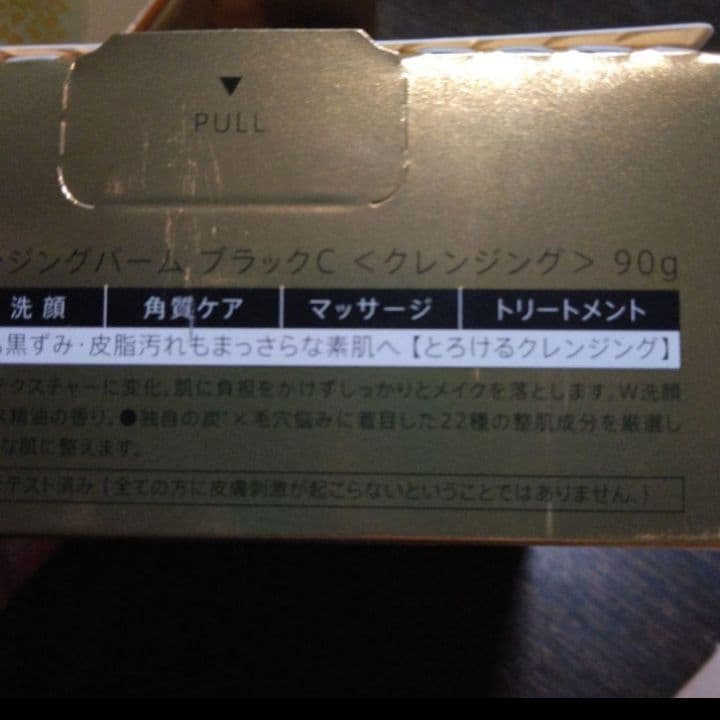 ▼
PULL
ンジングバーム ブラックC <クレンジング> 90g
洗顔 角質ケア マッサージ トリートメント
黒ずみ・皮脂汚れもまっさらな素肌へ【とろけるクレンジング】
テクスチャーに変化。肌に負担をかけずしっかりとメイクを落とします。W洗顔
ス精油の香り。●独自の炭*×毛穴悩みに着目した22種の整肌成分を厳選し
な肌に整えます。
テスト済み(全ての方に皮膚刺激が起こらないということではありません。)